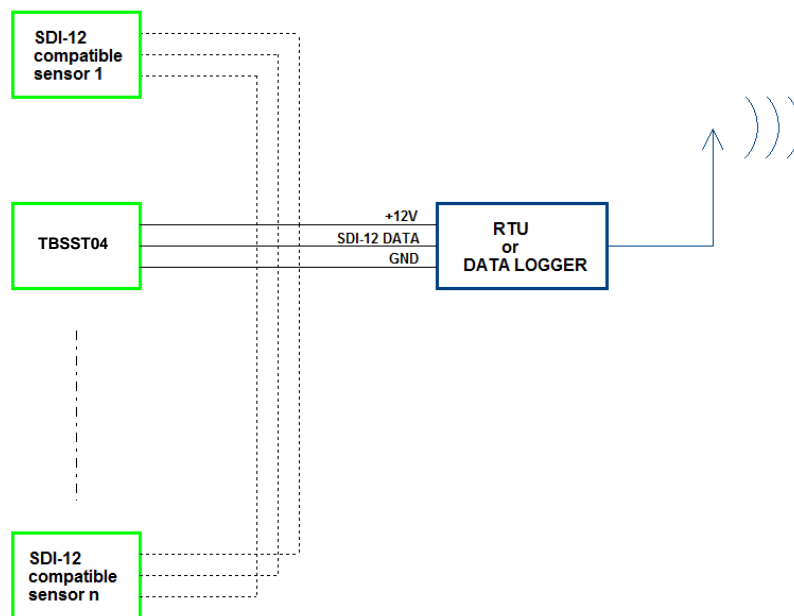 SDI-12
compatible
sensor 1
TBSST04
+12V
SDI-12 DATA
GND
RTU
or
DATA LOGGER
SDI-12
compatible
sensor n